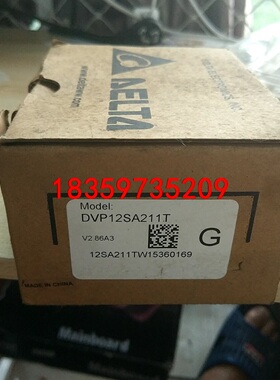 DELTA
18359735209
Model:
DVP12SA211T
V2.86A3
G
12SA211TW15360169
MADE IN CHINA
Mainboard